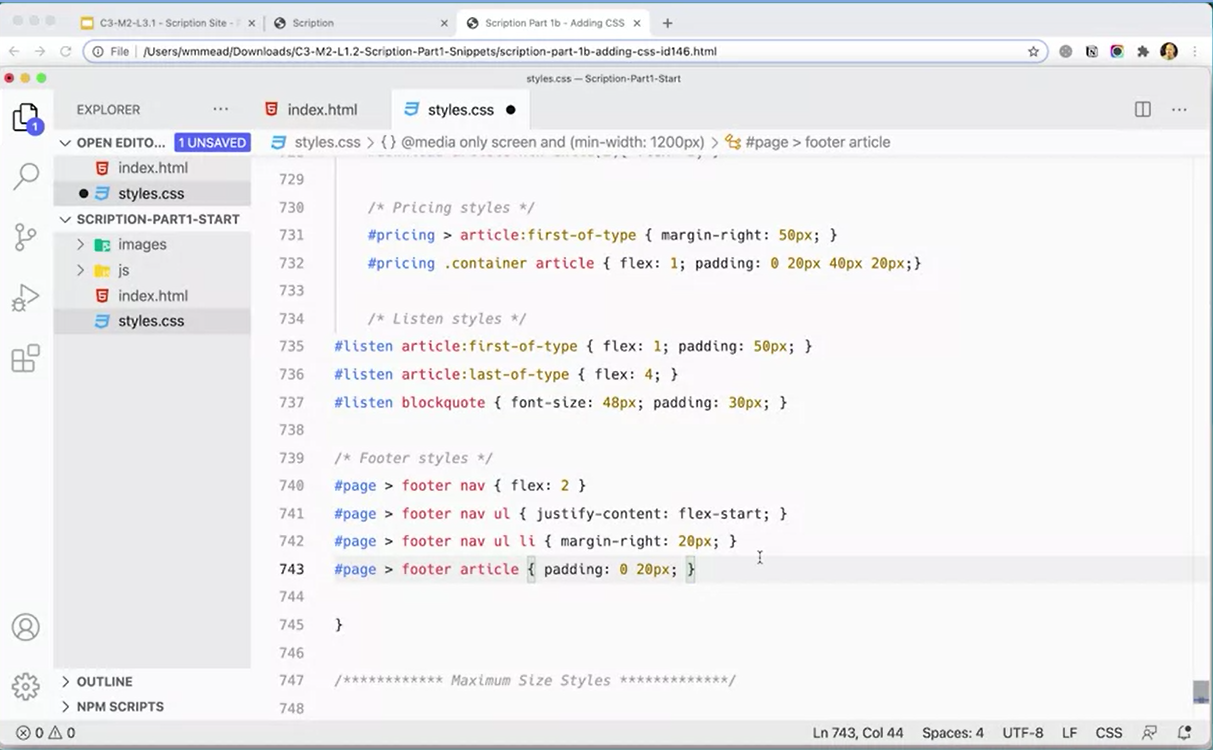 C3-M2-L3.1 - Scription Site -
Scription
Scription Part 1b - Adding CSS
File | /Users/wmmead/Downloads/C3-M2-L1.2-Scription-Part1-Snippets/scription-part-1b-adding-css-id146.html
styles.css — Scription-Part1-Start
EXPLORER
index.html
styles.css
1
OPEN EDITO... 1 UNSAVED
styles.css > {} @media only screen and (min-width: 1200px) > #page > footer article
index.html
styles.css
SCRIPTION-PART1-START
images
js
index.html
styles.css
729
730 /* Pricing styles */
731 #pricing > article:first-of-type { margin-right: 50px; }
732 #pricing .container article { flex: 1; padding: 0 20px 40px 20px;}
733
734 /* Listen styles */
735 #listen article:first-of-type { flex: 1; padding: 50px; }
736 #listen article:last-of-type { flex: 4; }
737 #listen blockquote { font-size: 48px; padding: 30px; }
738
739 /* Footer styles */
740 #page > footer nav { flex: 2 }
741 #page > footer nav ul { justify-content: flex-start; }
742 #page > footer nav ul li { margin-right: 20px; }
743 #page > footer article { padding: 0 20px; }
744
745 }
746
747 /************ Maximum Size Styles *************/
748
OUTLINE
NPM SCRIPTS
0 0
Ln 743, Col 44 Spaces: 4 UTF-8 LF CSS